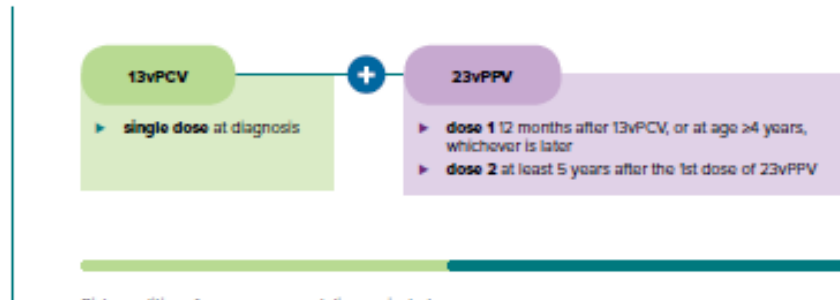 13vPCV
23vPPV
single dose at diagnosis
dose 1 12 months after 13vPCV, or at age ≥4 years,
whichever is later
dose 2 at least 5 years after the 1st dose of 23vPPV